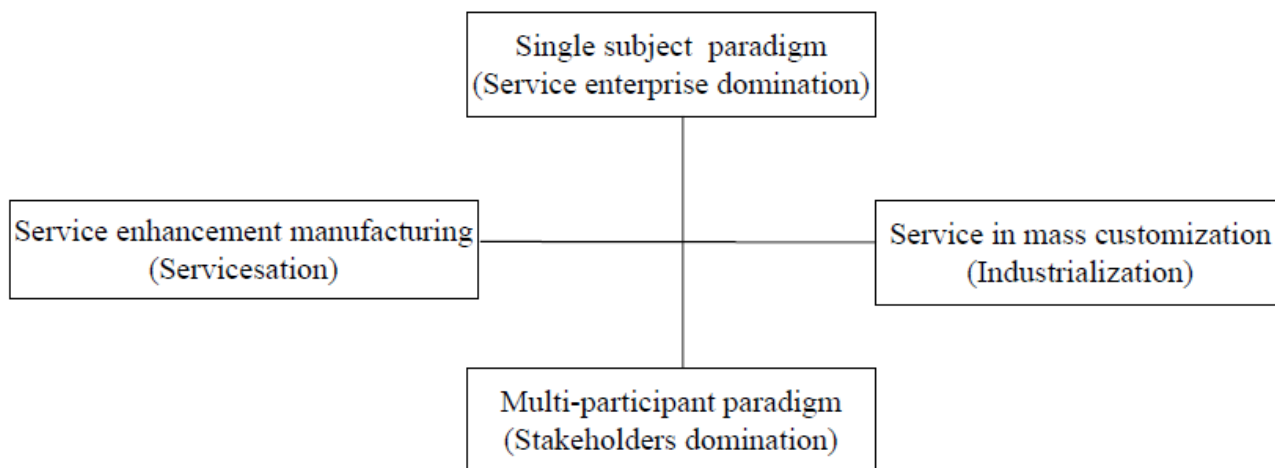 Single subject paradigm
(Service enterprise domination)
Service enhancement manufacturing
(Servicesation)
Service in mass customization
(Industrialization)
Multi-participant paradigm
(Stakeholders domination)